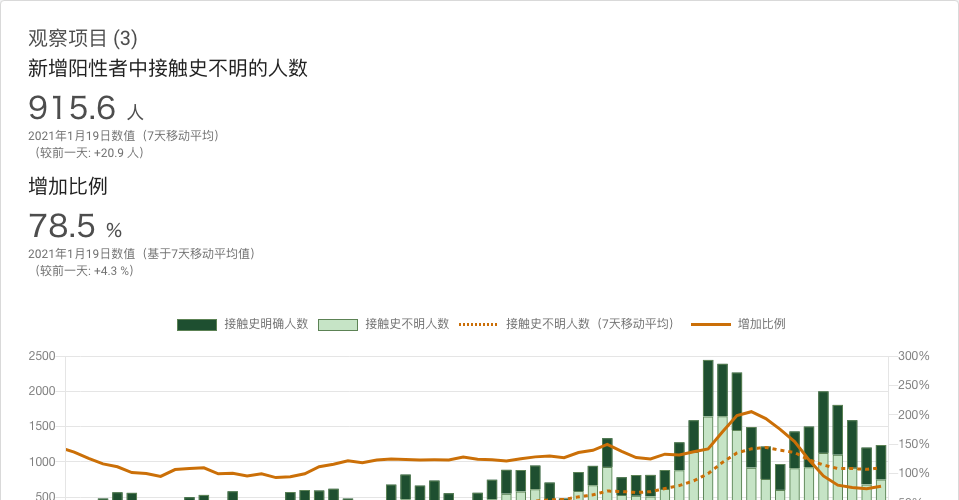 观察项目 (3)
新增阳性者中接触史不明的人数
915.6 人
2021年1月19日数值（7天移动平均）
（较前一天: +20.9 人）
增加比例
78.5 %
2021年1月19日数值（基于7天移动平均值）
（较前一天: +4.3 %）
接触史明确人数 接触史不明人数 接触史不明人数（7天移动平均） 增加比例
2500 300%
250%
2000
200%
1500
150%
1000
100%
500
50%